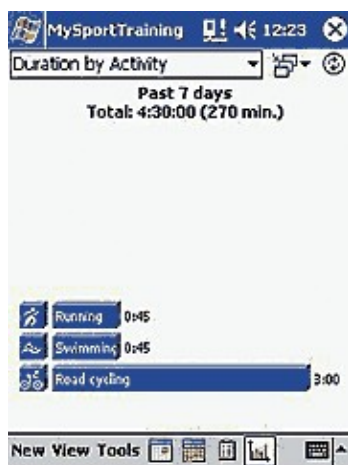 MySportTraining 12:23
Duration by Activity
Past 7 days
Total: 4:30:00 (270 min.)
Running 0:45
Swimming 0:45
Road cycling 3:00
New View Tools